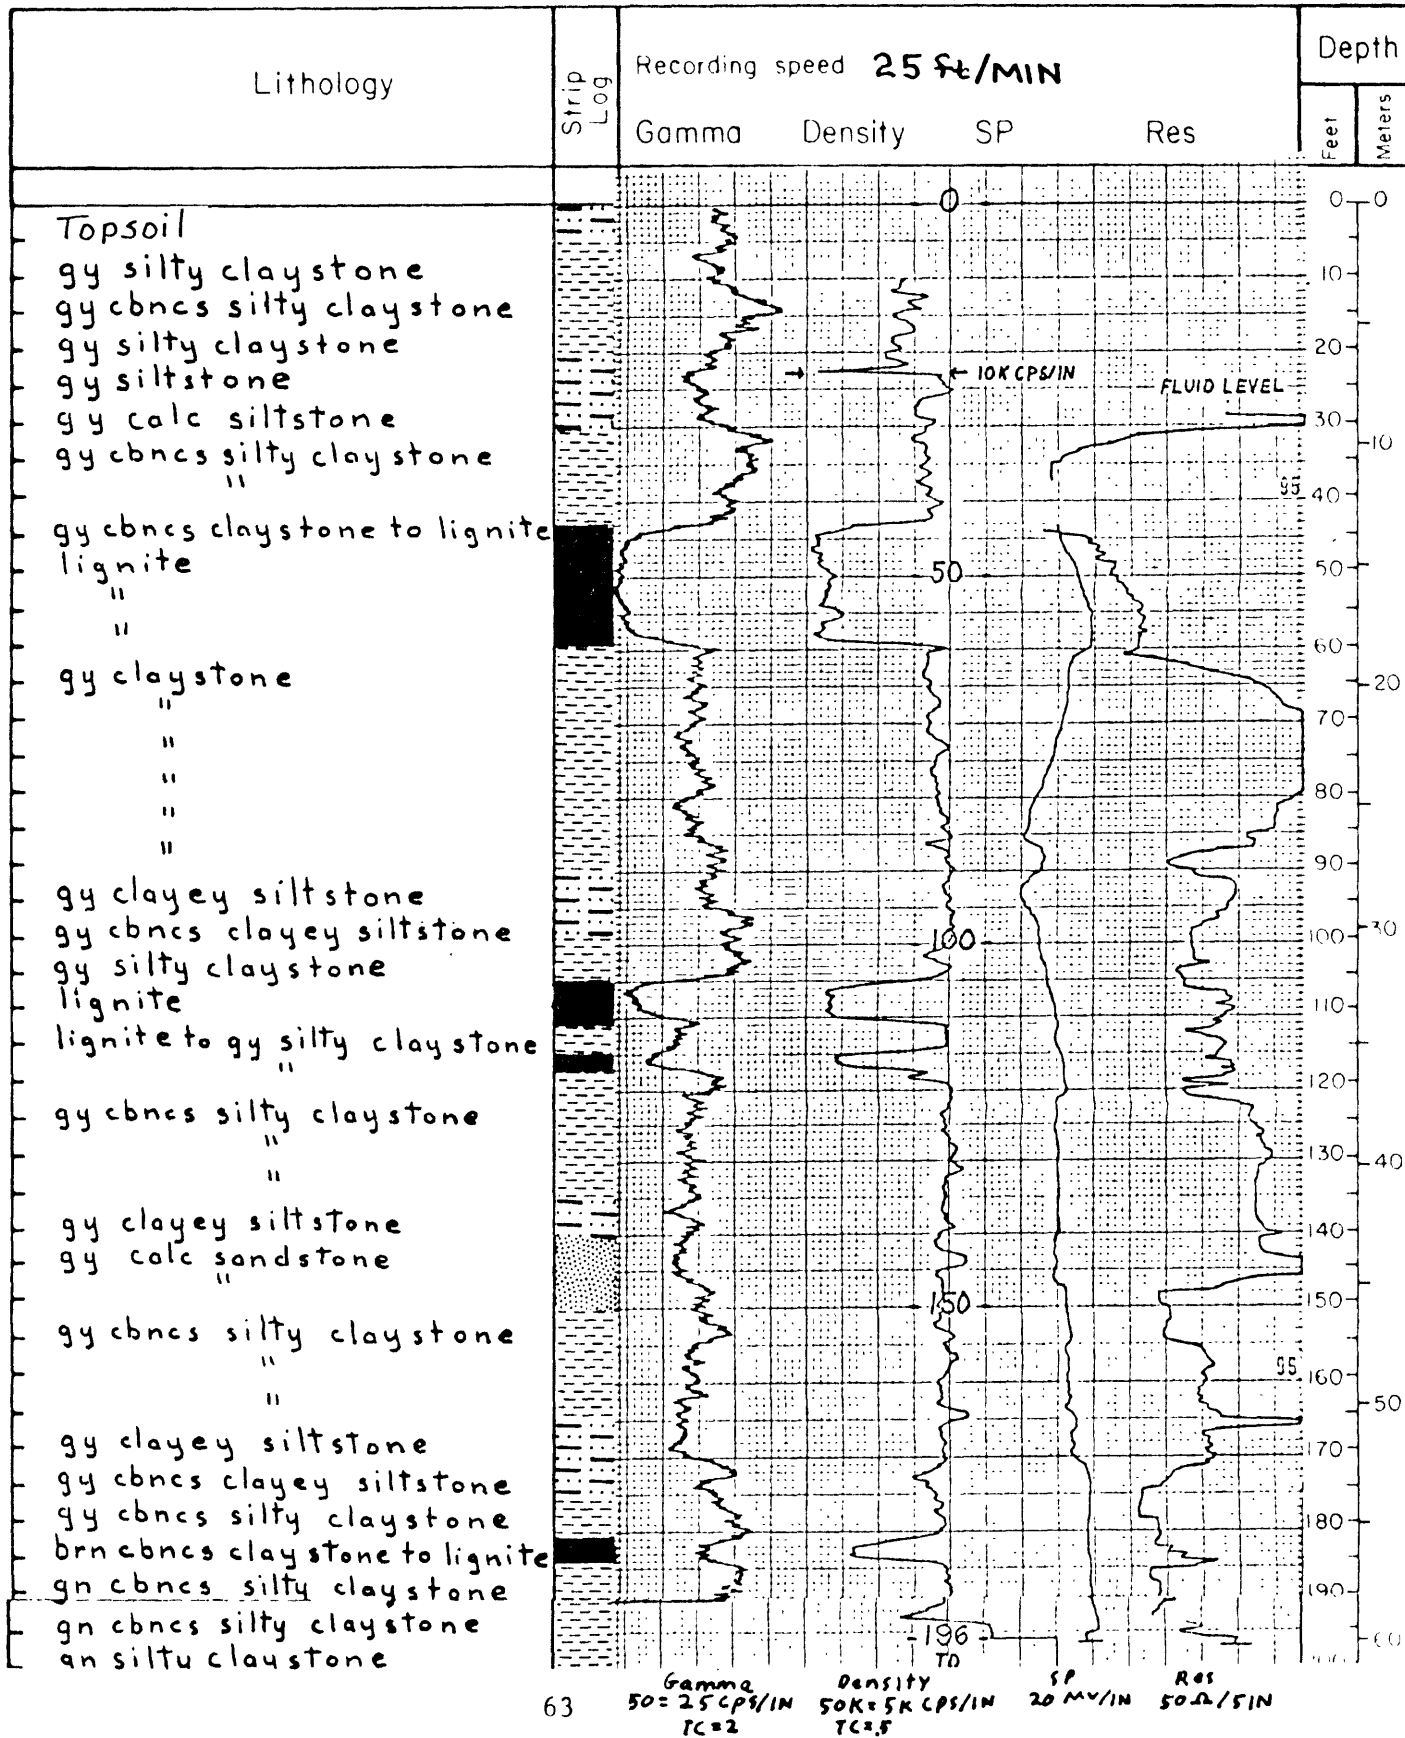 Lithology
Strip Log
Recording speed 25 ft/MIN
Depth
Gamma Density SP Res
Feet
Meters
0 0 0
Topsoil
gy silty claystone
10
gy cbncs silty claystone
gy silty claystone
20
gy siltstone
10K CPS/IN
FLUID LEVEL
gy calc siltstone
30
gy cbncs silty claystone
10
"
95
40
gy cbncs claystone to lignite
lignite
50 50
"
"
60
gy claystone
20
"
70
"
"
80
"
"
90
gy clayey siltstone
gy cbncs clayey siltstone
100 100 30
gy silty claystone
lignite
110
lignite to gy silty claystone
"
120
gy cbncs silty claystone
"
130 40
"
gy clayey siltstone
140
gy calc sandstone
"
150 150
gy cbncs silty claystone
"
95
160
"
50
gy clayey siltstone
170
gy cbncs clayey siltstone
gy cbncs silty claystone
180
brn cbncs claystone to lignite
gn cbncs silty claystone
190
gn cbncs silty claystone
196
TD
gn silty claystone
63
Gamma
50 = 25 CPS/IN
TC=2
Density
50K = 5K CPS/IN
TC=.5
SP
20 MV/IN
Res
50Ω/5IN